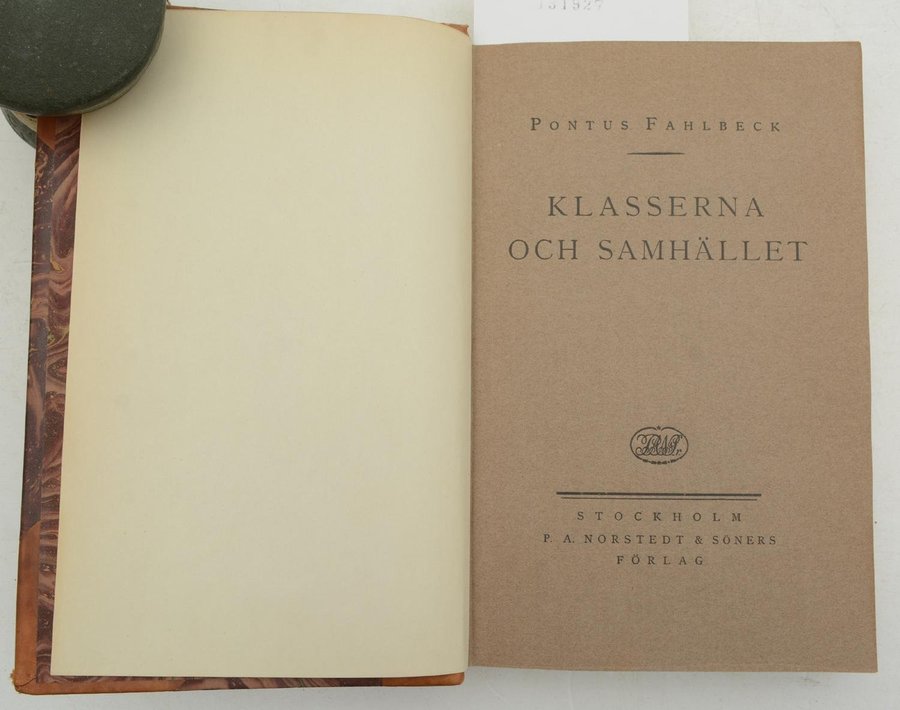 PONTUS FAHLBECK
KLASSERNA
OCH SAMHÄLLET
STOCKHOLM
P. A. NORSTEDT & SÖNERS
FÖRLAG